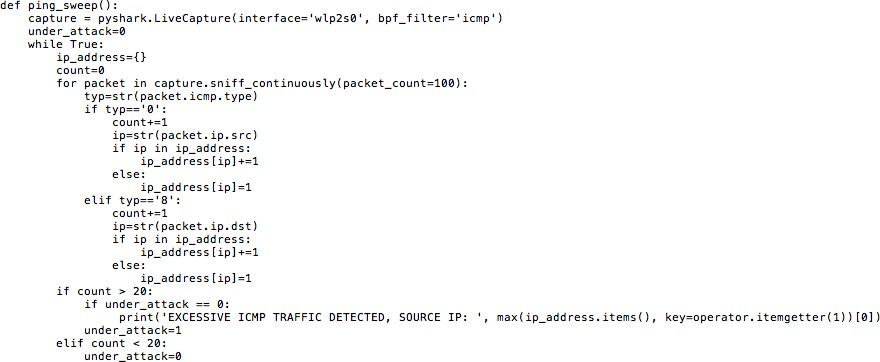 def ping_sweep():
    capture = pyshark.LiveCapture(interface='wlp2s0', bpf_filter='icmp')
    under_attack=0
    while True:
        ip_address={}
        count=0
        for packet in capture.sniff_continuously(packet_count=100):
            typ=str(packet.icmp.type)
            if typ=='0':
                count+=1
                ip=str(packet.ip.src)
                if ip in ip_address:
                    ip_address[ip]+=1
                else:
                    ip_address[ip]=1
            elif typ=='8':
                count+=1
                ip=str(packet.ip.dst)
                if ip in ip_address:
                    ip_address[ip]+=1
                else:
                    ip_address[ip]=1
        if count > 20:
            if under_attack == 0:
                 print('EXCESSIVE ICMP TRAFFIC DETECTED, SOURCE IP: ', max(ip_address.items(), key=operator.itemgetter(1))[0])
            under_attack=1
        elif count < 20:
            under_attack=0